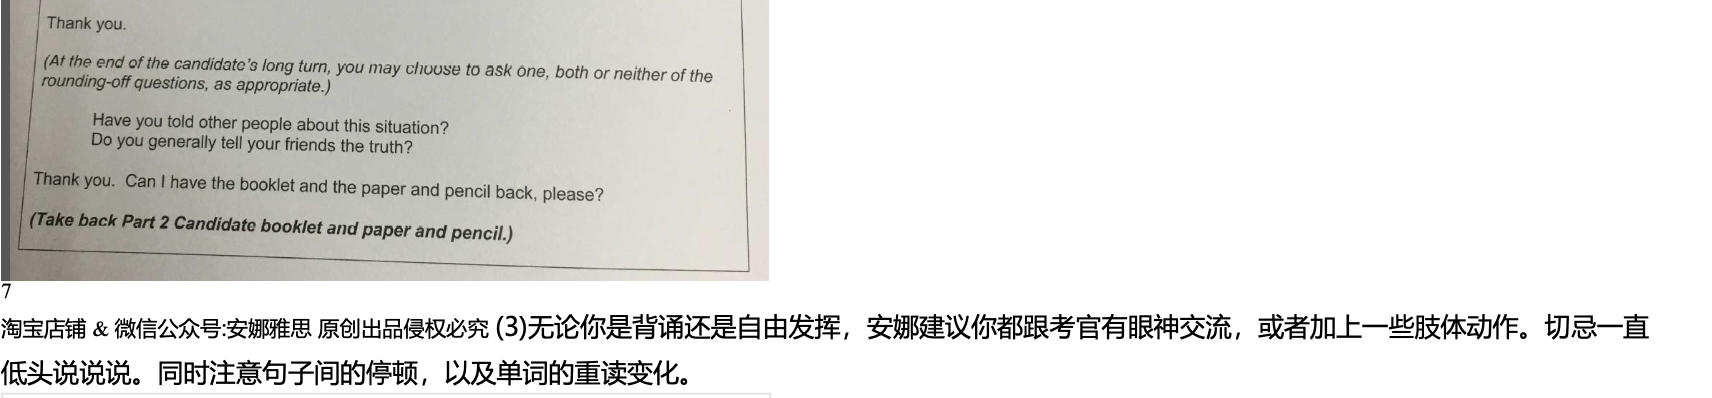 Thank you.
(At the end of the candidate's long turn, you may choose to ask one, both or neither of the
rounding-off questions, as appropriate.)
Have you told other people about this situation?
Do you generally tell your friends the truth?
Thank you. Can I have the booklet and the paper and pencil back, please?
(Take back Part 2 Candidate booklet and paper and pencil.)
7
淘宝店铺 & 微信公众号:安娜雅思 原创出品侵权必究 (3)无论你是背诵还是自由发挥，安娜建议你都跟考官有眼神交流，或者加上一些肢体动作。切忌一直
低头说说说。同时注意句子间的停顿，以及单词的重读变化。